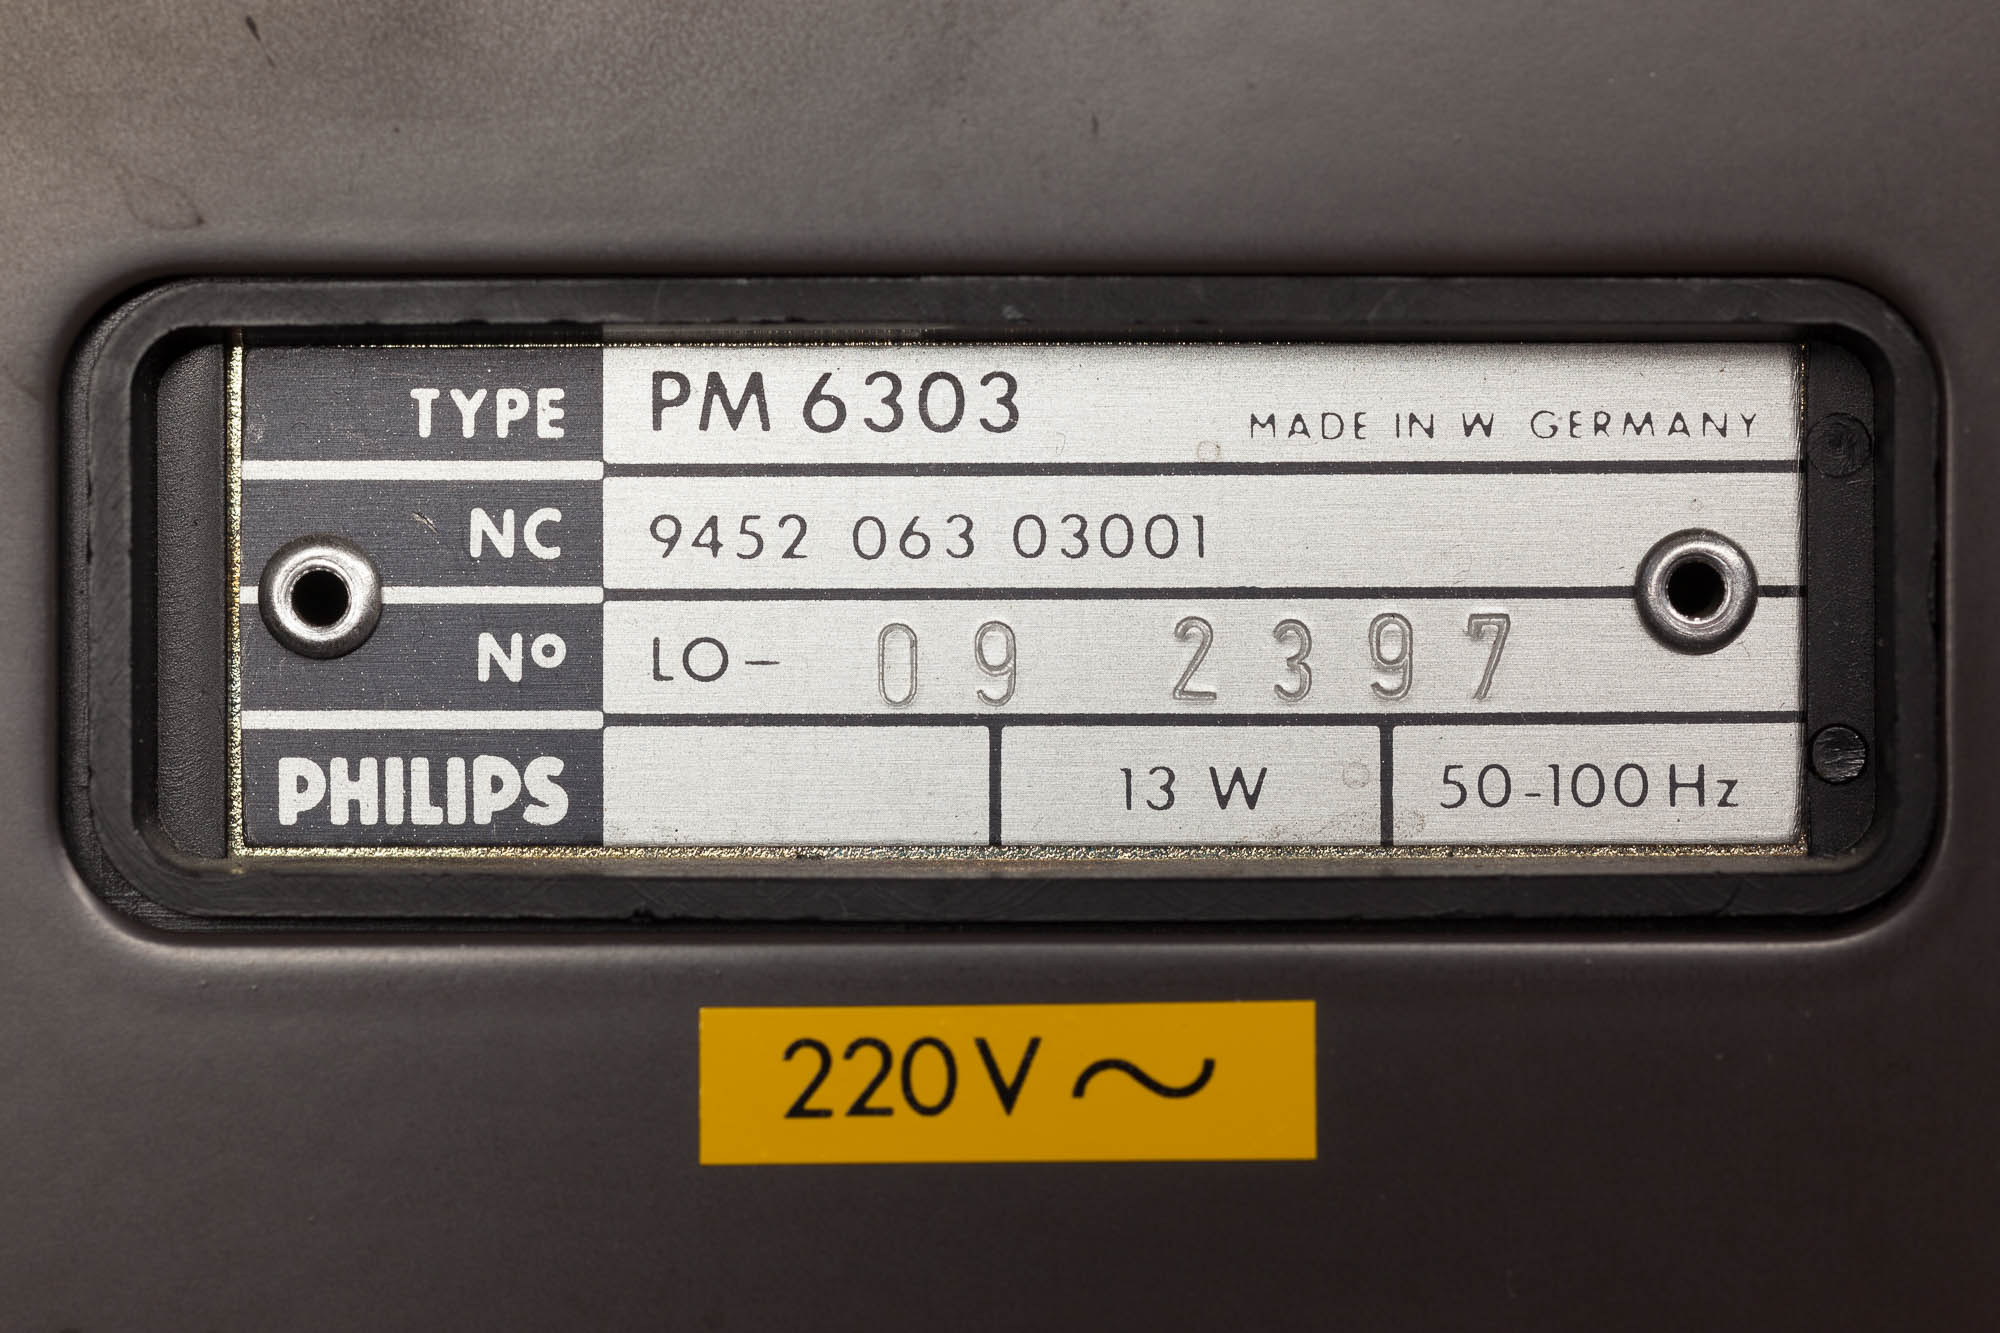 TYPE PM 6303 MADE IN W GERMANY
NC 9452 063 03001
Nº LO- 09 2397
PHILIPS 13 W 50-100 Hz
220 V ~